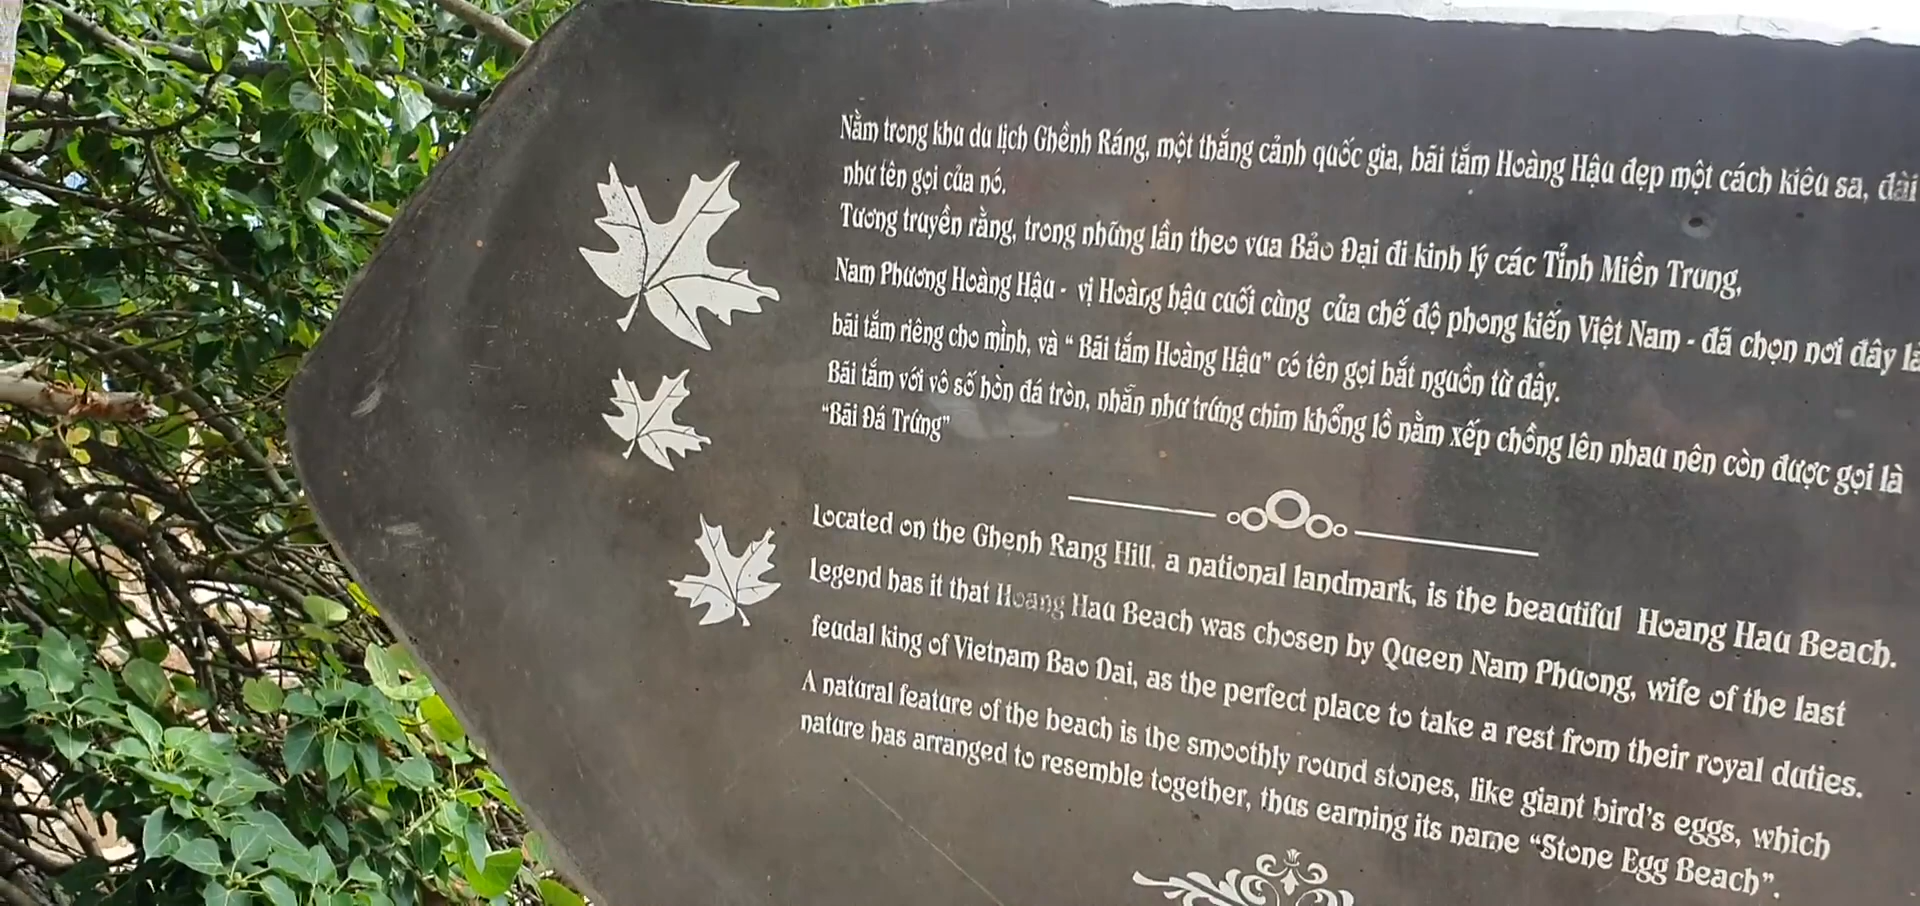 Nằm trong khu du lịch Ghềnh Ráng, một thắng cảnh quốc gia, bãi tắm Hoàng Hậu đẹp một cách kiêu sa, đài
như tên gọi của nó.
Tương truyền rằng, trong những lần theo vua Bảo Đại đi kinh lý các Tỉnh Miền Trung,
Nam Phương Hoàng Hậu - vị Hoàng hậu cuối cùng của chế độ phong kiến Việt Nam - đã chọn nơi đây là
bãi tắm riêng cho mình, và “ Bãi tắm Hoàng Hậu” có tên gọi bắt nguồn từ đấy.
Bãi tắm với vô số hòn đá tròn, nhẵn như trứng chim khổng lồ nằm xếp chồng lên nhau nên còn được gọi là
“Bãi Đá Trứng”
Located on the Ghenh Rang Hill, a national landmark, is the beautiful Hoang Hau Beach.
Legend has it that Hoang Hau Beach was chosen by Queen Nam Phuong, wife of the last
feudal king of Vietnam Bao Dai, as the perfect place to take a rest from their royal duties.
A natural feature of the beach is the smoothly round stones, like giant bird's eggs, which
nature has arranged to resemble together, thus earning its name “Stone Egg Beach”.